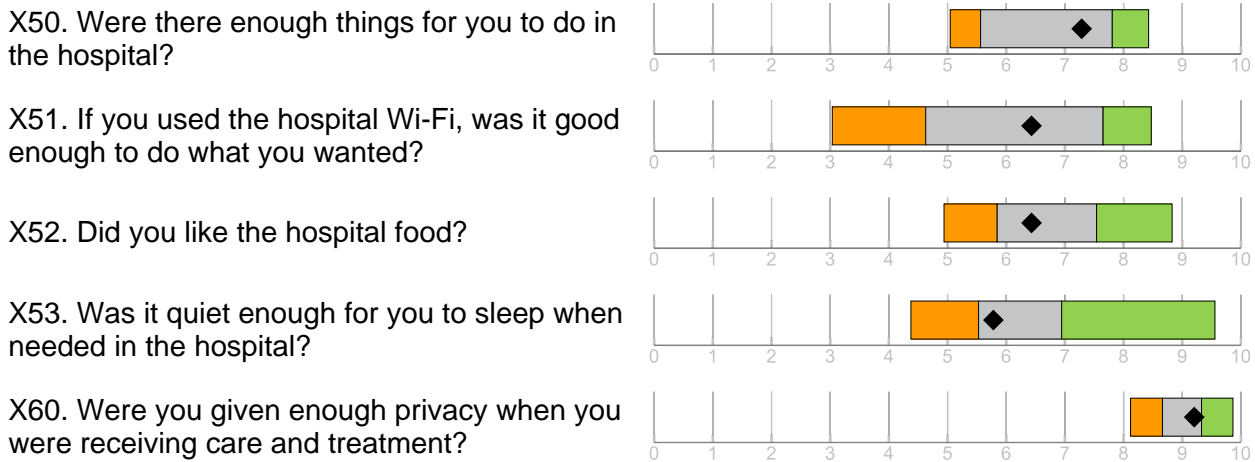 X50. Were there enough things for you to do in
the hospital?
0 1 2 3 4 5 6 7 8 9 10
X51. If you used the hospital Wi-Fi, was it good
enough to do what you wanted?
0 1 2 3 4 5 6 7 8 9 10
X52. Did you like the hospital food?
0 1 2 3 4 5 6 7 8 9 10
X53. Was it quiet enough for you to sleep when
needed in the hospital?
0 1 2 3 4 5 6 7 8 9 10
X60. Were you given enough privacy when you
were receiving care and treatment?
0 1 2 3 4 5 6 7 8 9 10